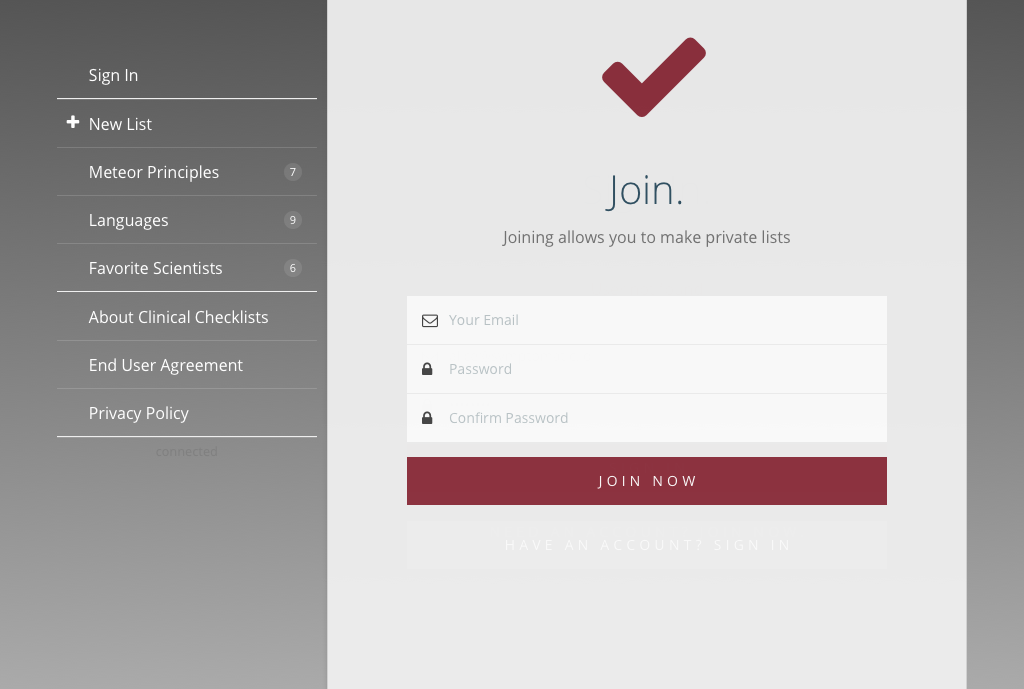 Sign In
New List
Meteor Principles 7
Languages 9
Favorite Scientists 6
About Clinical Checklists
End User Agreement
Privacy Policy
connected
Join.
Joining allows you to make private lists
Your Email
Password
Confirm Password
JOIN NOW
HAVE AN ACCOUNT? SIGN IN